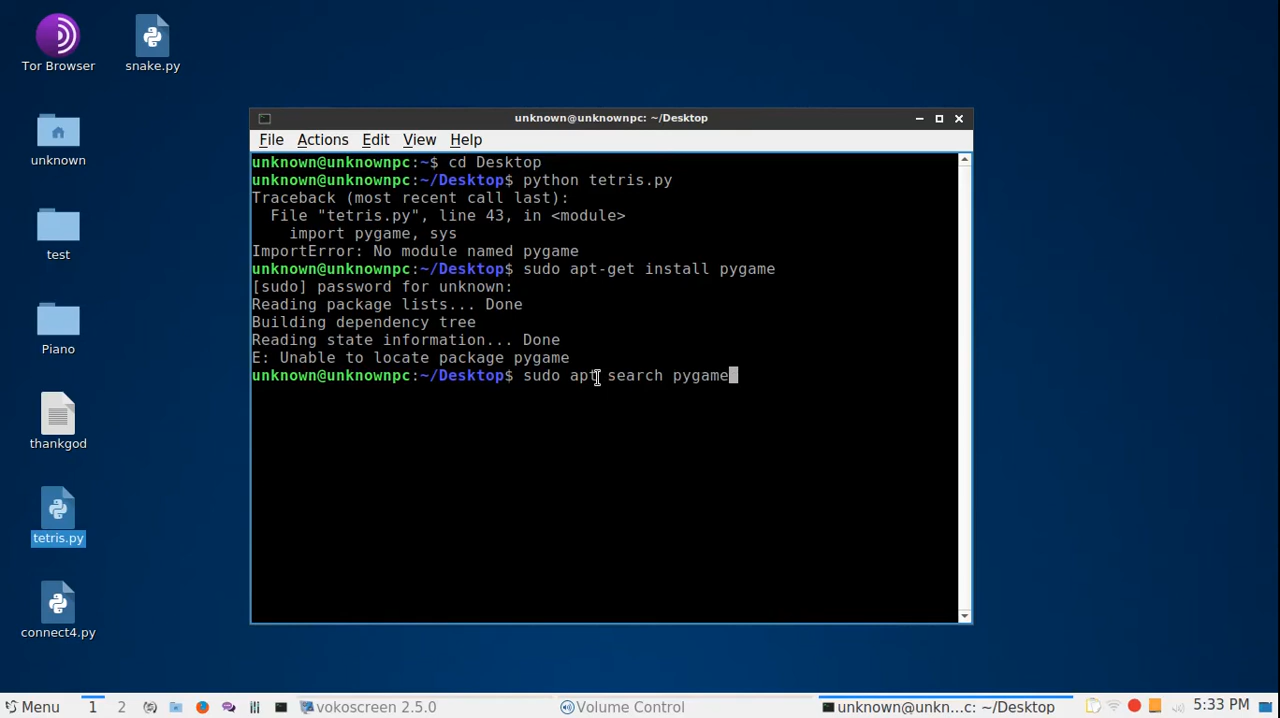 Tor Browser
snake.py
unknown
test
Piano
thankgod
tetris.py
connect4.py
unknown@unknownpc: ~/Desktop
File Actions Edit View Help
unknown@unknownpc:~$ cd Desktop
unknown@unknownpc:~/Desktop$ python tetris.py
Traceback (most recent call last):
  File "tetris.py", line 43, in <module>
    import pygame, sys
ImportError: No module named pygame
unknown@unknownpc:~/Desktop$ sudo apt-get install pygame
[sudo] password for unknown:
Reading package lists... Done
Building dependency tree
Reading state information... Done
E: Unable to locate package pygame
unknown@unknownpc:~/Desktop$ sudo apt search pygame
Menu 1 2 vokoscreen 2.5.0 Volume Control unknown@unkn...c: ~/Desktop 5:33 PM